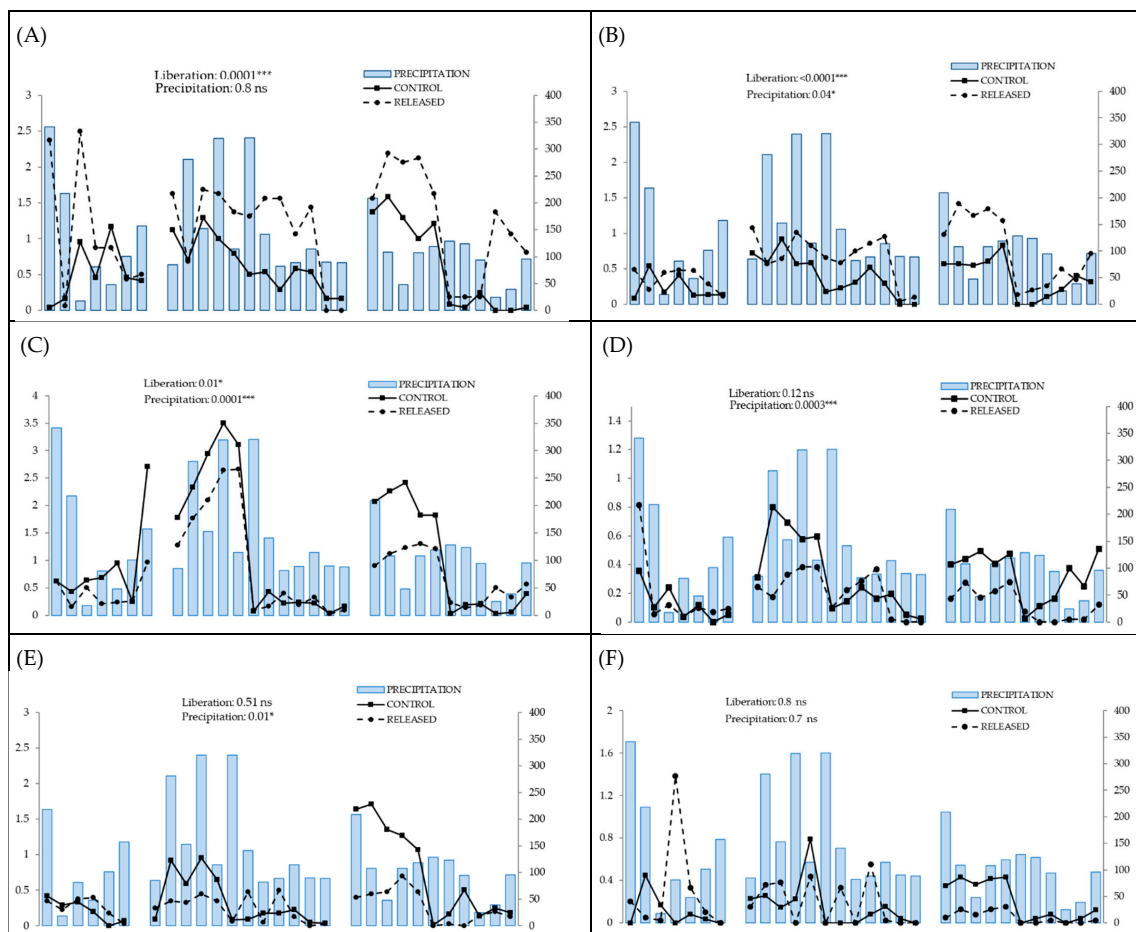 (A)
Liberation: 0.0001***
Precipitation: 0.8 ns
PRECIPITATION
CONTROL
RELEASED
3
2.5
2
1.5
1
0.5
0
400
350
300
250
200
150
100
50
0
(B)
Liberation: <0.0001***
Precipitation: 0.04*
PRECIPITATION
CONTROL
RELEASED
3
2.5
2
1.5
1
0.5
0
400
350
300
250
200
150
100
50
0
(C)
Liberation: 0.01*
Precipitation: 0.0001***
PRECIPITATION
CONTROL
RELEASED
4
3.5
3
2.5
2
1.5
1
0.5
0
400
350
300
250
200
150
100
50
0
(D)
Liberation: 0.12 ns
Precipitation: 0.0003***
PRECIPITATION
CONTROL
RELEASED
1.4
1.2
1
0.8
0.6
0.4
0.2
0
400
350
300
250
200
150
100
50
0
(E)
Liberation: 0.51 ns
Precipitation: 0.01*
PRECIPITATION
CONTROL
RELEASED
3
2.5
2
1.5
1
0.5
0
400
350
300
250
200
150
100
50
0
(F)
Liberation: 0.8 ns
Precipitation: 0.7 ns
PRECIPITATION
CONTROL
RELEASED
2
1.6
1.2
0.8
0.4
0
400
350
300
250
200
150
100
50
0